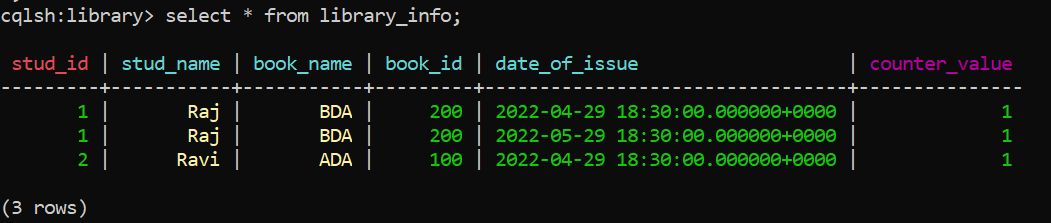 cqlsh:library> select * from library_info;
stud_id | stud_name | book_name | book_id | date_of_issue | counter_value
---------+-----------+-----------+---------+---------------------------------+---------------
1 | Raj | BDA | 200 | 2022-04-29 18:30:00.000000+0000 | 1
1 | Raj | BDA | 200 | 2022-05-29 18:30:00.000000+0000 | 1
2 | Ravi | ADA | 100 | 2022-04-29 18:30:00.000000+0000 | 1
(3 rows)